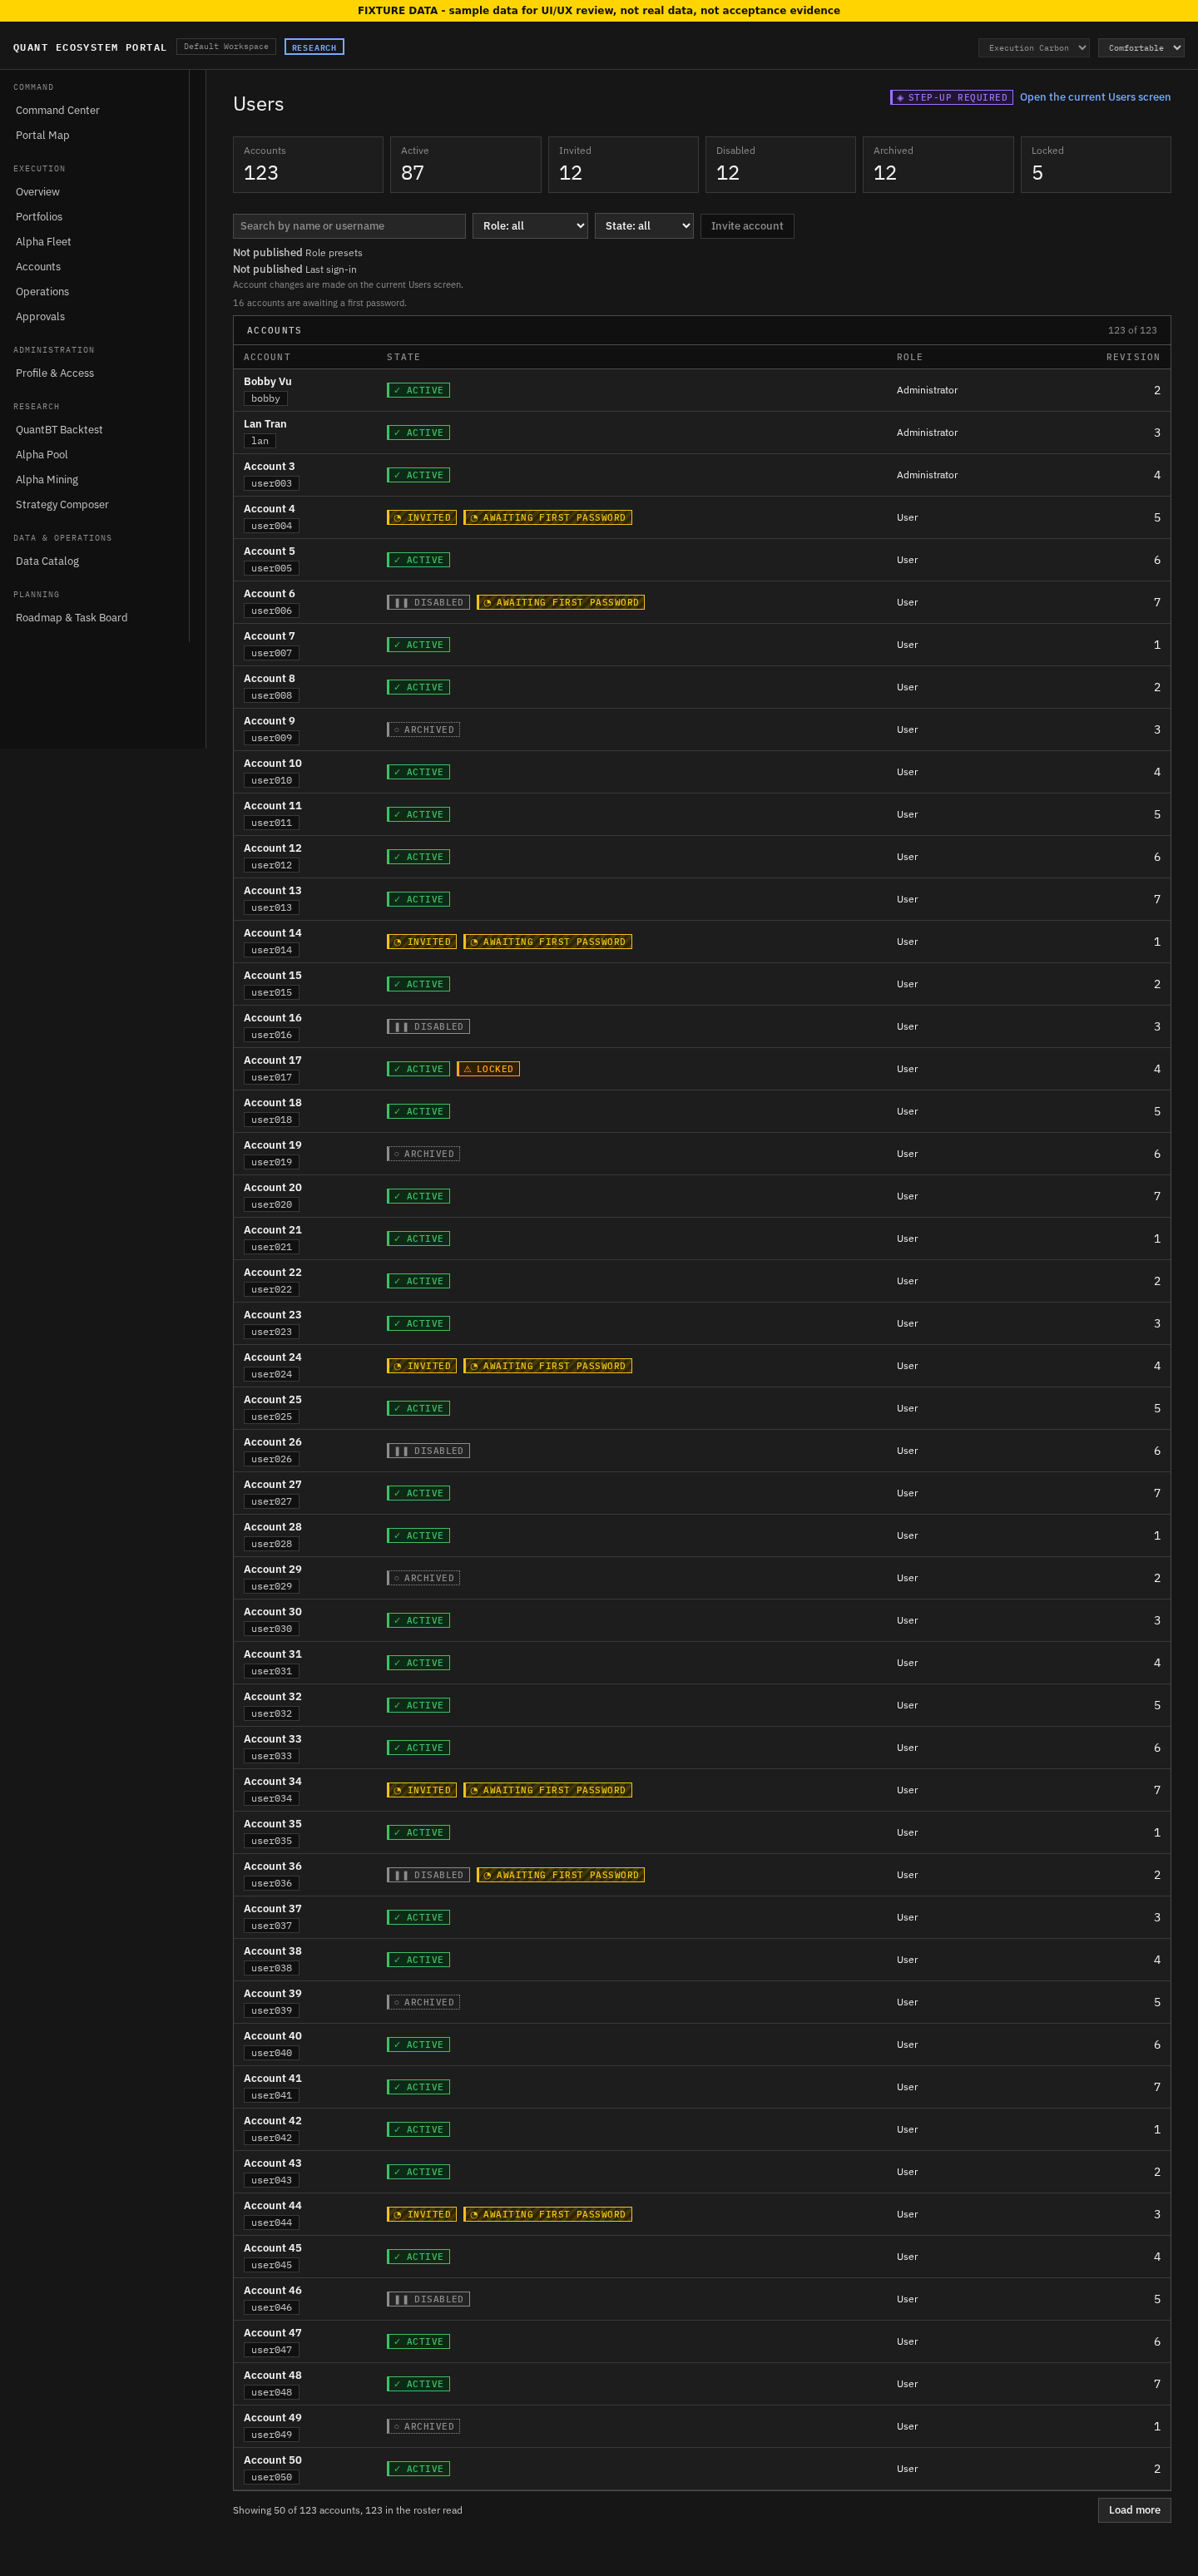 FIXTURE DATA - sample data for UI/UX review, not real data, not acceptance evidence
QUANT ECOSYSTEM PORTAL Default Workspace RESEARCH Execution Carbon Comfortable
COMMAND
Command Center
Portal Map
EXECUTION
Overview
Portfolios
Alpha Fleet
Accounts
Operations
Approvals
ADMINISTRATION
Profile & Access
RESEARCH
QuantBT Backtest
Alpha Pool
Alpha Mining
Strategy Composer
DATA & OPERATIONS
Data Catalog
PLANNING
Roadmap & Task Board
Users
◈ STEP-UP REQUIRED Open the current Users screen
Accounts Active Invited Disabled Archived Locked
123 87 12 12 12 5
Search by name or username Role: all State: all Invite account
Not published Role presets
Not published Last sign-in
Account changes are made on the current Users screen.
16 accounts are awaiting a first password.
ACCOUNTS 123 of 123
ACCOUNT STATE ROLE REVISION
Bobby Vu
bobby ✓ ACTIVE Administrator 2
Lan Tran
lan ✓ ACTIVE Administrator 3
Account 3
user003 ✓ ACTIVE Administrator 4
Account 4
user004 ◔ INVITED ◔ AWAITING FIRST PASSWORD User 5
Account 5
user005 ✓ ACTIVE User 6
Account 6
user006 ❚❚ DISABLED ◔ AWAITING FIRST PASSWORD User 7
Account 7
user007 ✓ ACTIVE User 1
Account 8
user008 ✓ ACTIVE User 2
Account 9
user009 ○ ARCHIVED User 3
Account 10
user010 ✓ ACTIVE User 4
Account 11
user011 ✓ ACTIVE User 5
Account 12
user012 ✓ ACTIVE User 6
Account 13
user013 ✓ ACTIVE User 7
Account 14
user014 ◔ INVITED ◔ AWAITING FIRST PASSWORD User 1
Account 15
user015 ✓ ACTIVE User 2
Account 16
user016 ❚❚ DISABLED User 3
Account 17
user017 ✓ ACTIVE ⚠ LOCKED User 4
Account 18
user018 ✓ ACTIVE User 5
Account 19
user019 ○ ARCHIVED User 6
Account 20
user020 ✓ ACTIVE User 7
Account 21
user021 ✓ ACTIVE User 1
Account 22
user022 ✓ ACTIVE User 2
Account 23
user023 ✓ ACTIVE User 3
Account 24
user024 ◔ INVITED ◔ AWAITING FIRST PASSWORD User 4
Account 25
user025 ✓ ACTIVE User 5
Account 26
user026 ❚❚ DISABLED User 6
Account 27
user027 ✓ ACTIVE User 7
Account 28
user028 ✓ ACTIVE User 1
Account 29
user029 ○ ARCHIVED User 2
Account 30
user030 ✓ ACTIVE User 3
Account 31
user031 ✓ ACTIVE User 4
Account 32
user032 ✓ ACTIVE User 5
Account 33
user033 ✓ ACTIVE User 6
Account 34
user034 ◔ INVITED ◔ AWAITING FIRST PASSWORD User 7
Account 35
user035 ✓ ACTIVE User 1
Account 36
user036 ❚❚ DISABLED ◔ AWAITING FIRST PASSWORD User 2
Account 37
user037 ✓ ACTIVE User 3
Account 38
user038 ✓ ACTIVE User 4
Account 39
user039 ○ ARCHIVED User 5
Account 40
user040 ✓ ACTIVE User 6
Account 41
user041 ✓ ACTIVE User 7
Account 42
user042 ✓ ACTIVE User 1
Account 43
user043 ✓ ACTIVE User 2
Account 44
user044 ◔ INVITED ◔ AWAITING FIRST PASSWORD User 3
Account 45
user045 ✓ ACTIVE User 4
Account 46
user046 ❚❚ DISABLED User 5
Account 47
user047 ✓ ACTIVE User 6
Account 48
user048 ✓ ACTIVE User 7
Account 49
user049 ○ ARCHIVED User 1
Account 50
user050 ✓ ACTIVE User 2
Showing 50 of 123 accounts, 123 in the roster read Load more